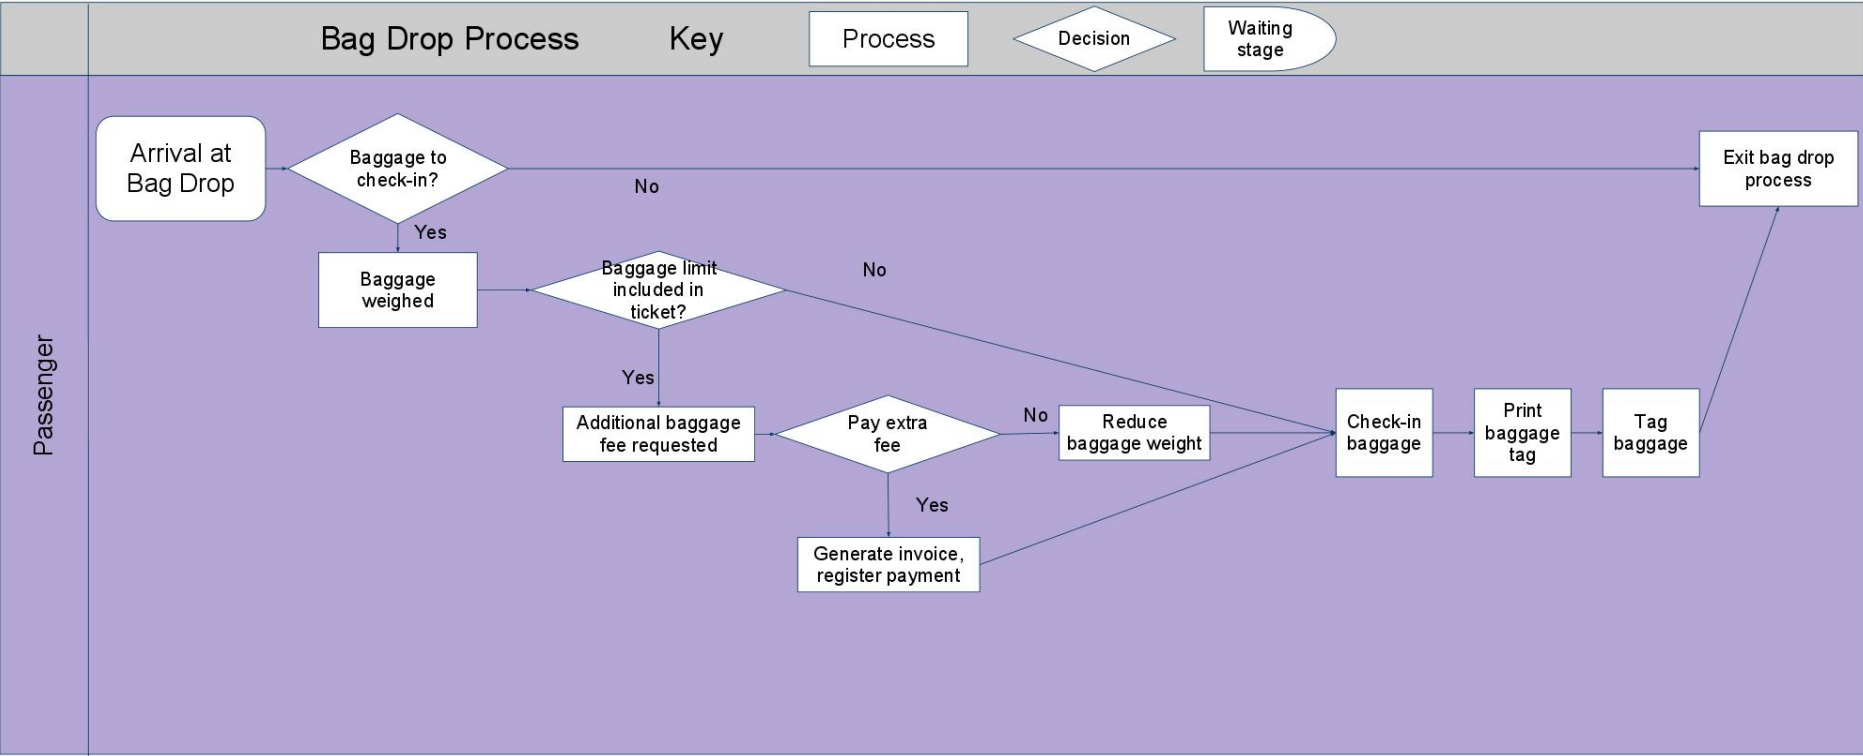 Bag Drop Process
Key
Process
Decision
Waiting
stage
Passenger
Arrival at
Bag Drop
Baggage to
check-in?
No
Exit bag drop
process
Yes
Baggage
weighed
Baggage limit
included in
ticket?
No
Yes
Additional baggage
fee requested
Pay extra
fee
No
Reduce
baggage weight
Check-in
baggage
Print
baggage
tag
Tag
baggage
Yes
Generate invoice,
register payment